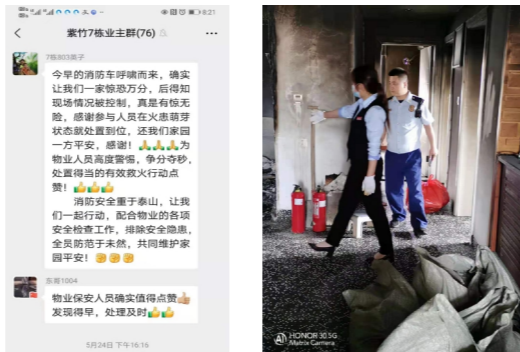 8:21
紫竹7栋业主群(76)
7栋803英子
今早的消防车呼啸而来，确实
让我们一家惊恐万分，后得知
现场情况被控制，真是有惊无
险，感谢参与人员在火患萌芽
状态就处置到位，还我们家园
一方平安，感谢！🙏🙏🙏为
物业人员高度警惕，争分夺秒，
处置得当的有效救火行动点
赞！👍👍👍
消防安全重于泰山，让我
们一起行动，配合物业的各项
安全检查工作，排除安全隐患，
全员防范于未然，共同维护家
园平安！✊✊✊
东哥1004
物业保安人员确实值得点赞👍🏼
发现得早，处理及时👍👍
5月24日 下午16:16
HONOR 30 5G
Matrix Camera